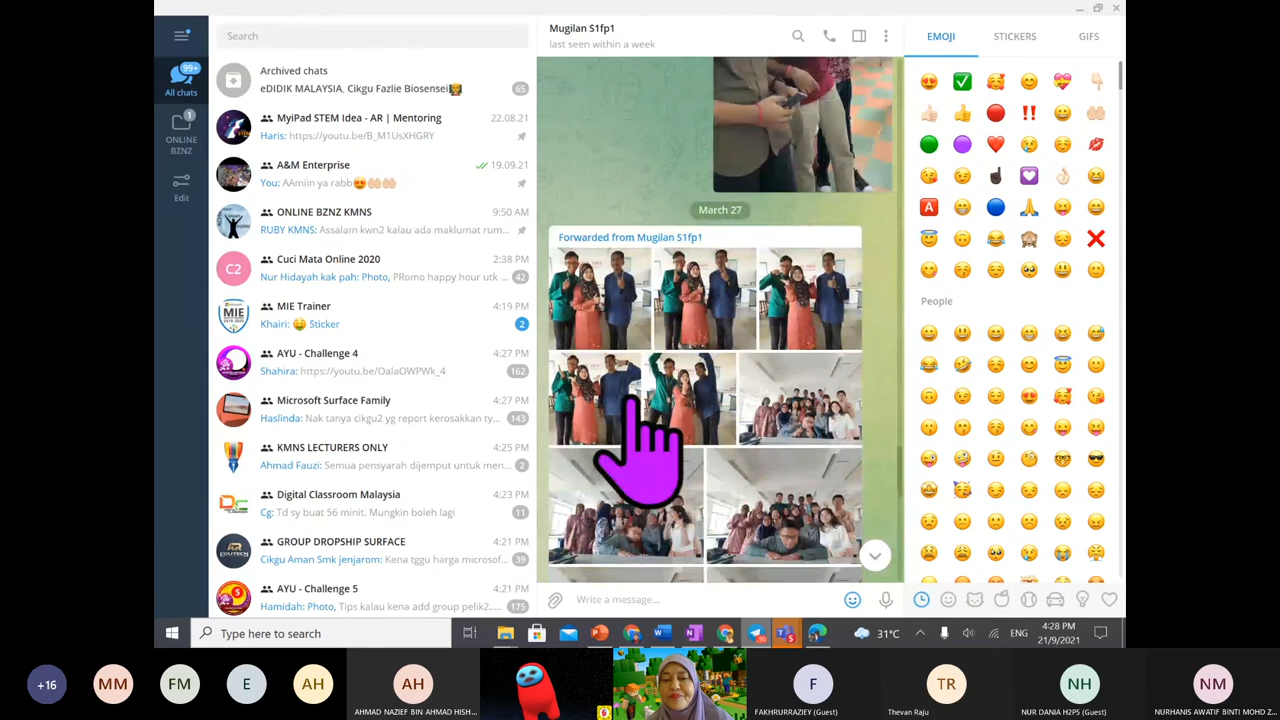 Search
99+
All chats
1
ONLINE
BZNZ
Edit
Archived chats
eDIDIK MALAYSIA, Cikgu Fazlie Biosensei
65
MyiPad STEM Idea - AR | Mentoring
22.08.21
Haris: https://youtu.be/B_M1UsXHGRY
A&M Enterprise
19.09.21
You: AAmiin ya rabb😍🤲🏻🤲🏻
ONLINE BZNZ KMNS
9:50 AM
RUBY KMNS: Assalam kwn2 kalau ada maklumat rum...
C2
Cuci Mata Online 2020
2:38 PM
Nur Hidayah kak pah: Photo, PRomo happy hour utk ...
42
MIE Trainer
4:19 PM
Khairi: 🤑 Sticker
2
AYU - Challenge 4
4:27 PM
Shahira: https://youtu.be/OalaOWPWk_4
162
Microsoft Surface Family
4:27 PM
Haslinda: Nak tanya cikgu2 yg report kerosakkan ty...
143
KMNS LECTURERS ONLY
4:25 PM
Ahmad Fauzi: Semua pensyarah dijemput untuk men...
2
Digital Classroom Malaysia
4:23 PM
Cg: Td sy buat 56 minit. Mungkin boleh lagi
11
GROUP DROPSHIP SURFACE
4:21 PM
Cikgu Aman Smk jenjarom: Kena tggu harga microsof...
39
AYU - Challenge 5
4:21 PM
Hamidah: Photo, Tips kalau kena add group pelik2...
175
Mugilan S1fp1
last seen within a week
March 27
Forwarded from Mugilan S1fp1
Write a message...
EMOJI
STICKERS
GIFS
People
Type here to search
31°C
ENG
4:28 PM
21/9/2021
+16
MM
FM
E
AH
AH
AHMAD NAZIEF BIN AHMAD HISH...
F
FAKHRURRAZIEY (Guest)
TR
Thevan Raju
NH
NUR DANIA H2PS (Guest)
NM
NURHANIS AWATIF BINTI MOHD Z...